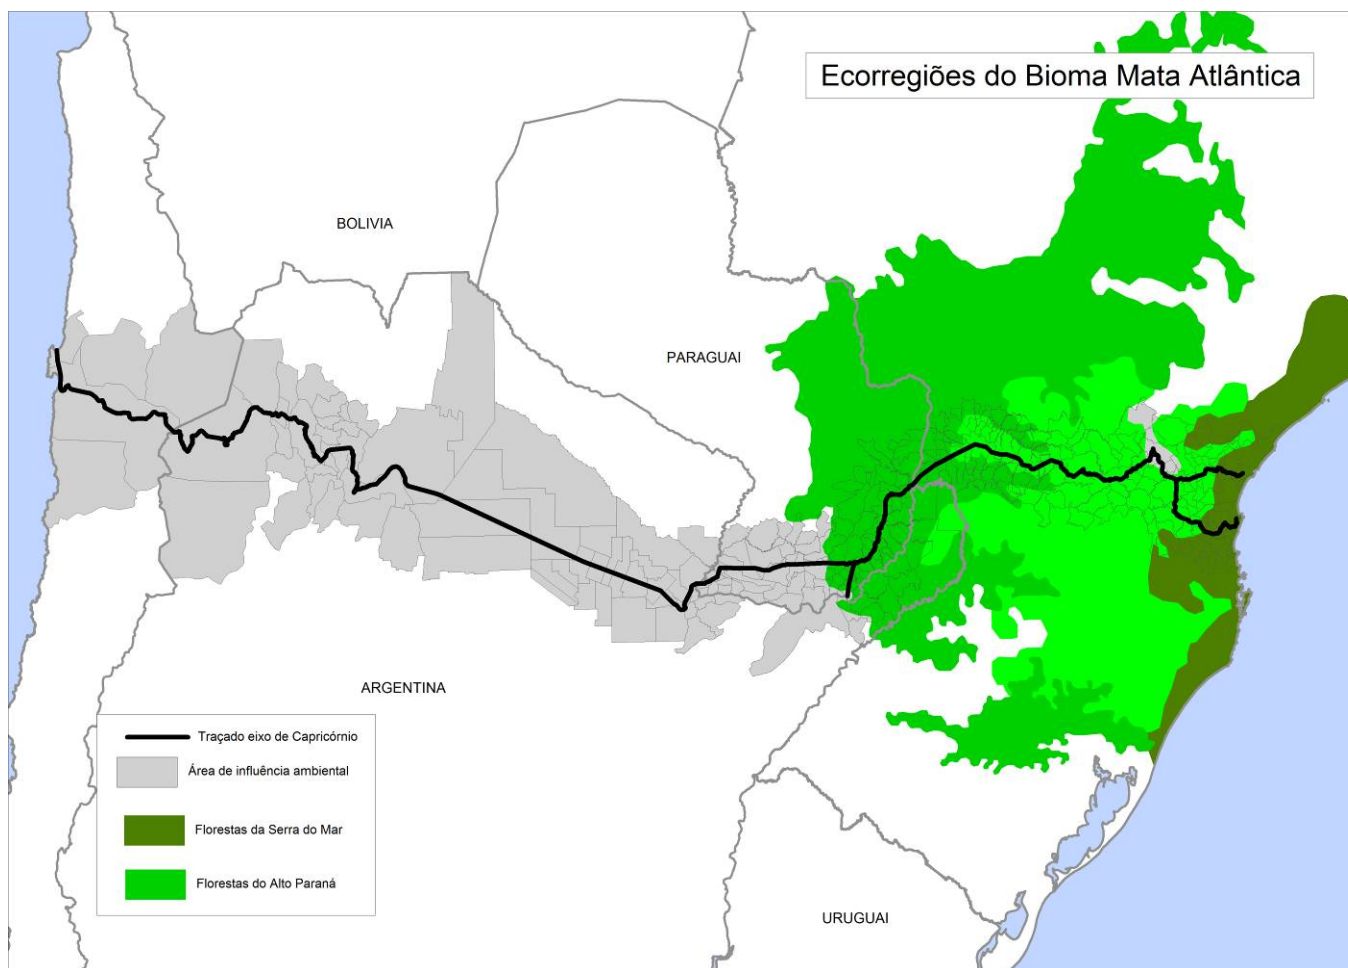 Ecorregiões do Bioma Mata Atlântica
BOLIVIA
PARAGUAI
ARGENTINA
URUGUAI
Traçado eixo de Capricórnio
Área de influência ambiental
Florestas da Serra do Mar
Florestas do Alto Paraná